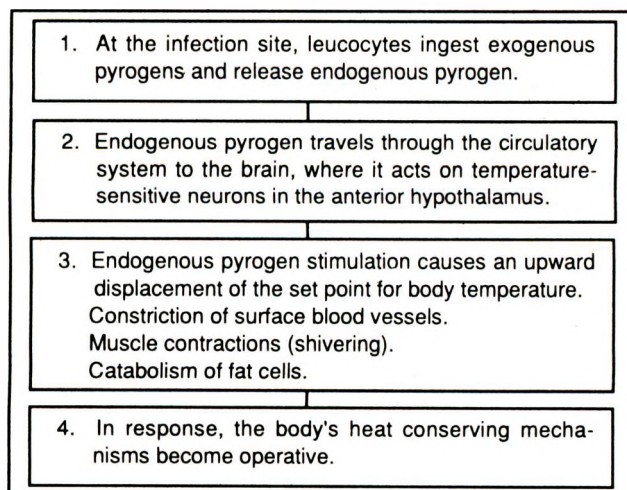 1. At the infection site, leucocytes ingest exogenous
pyrogens and release endogenous pyrogen.
2. Endogenous pyrogen travels through the circulatory
system to the brain, where it acts on temperature-
sensitive neurons in the anterior hypothalamus.
3. Endogenous pyrogen stimulation causes an upward
displacement of the set point for body temperature.
Constriction of surface blood vessels.
Muscle contractions (shivering).
Catabolism of fat cells.
4. In response, the body's heat conserving mecha-
nisms become operative.